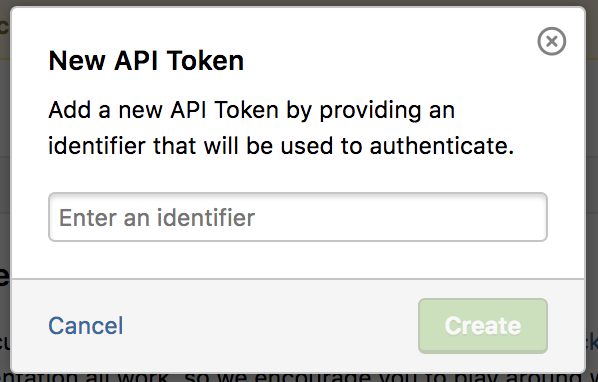 New API Token
Add a new API Token by providing an
identifier that will be used to authenticate.
Enter an identifier
Cancel
Create